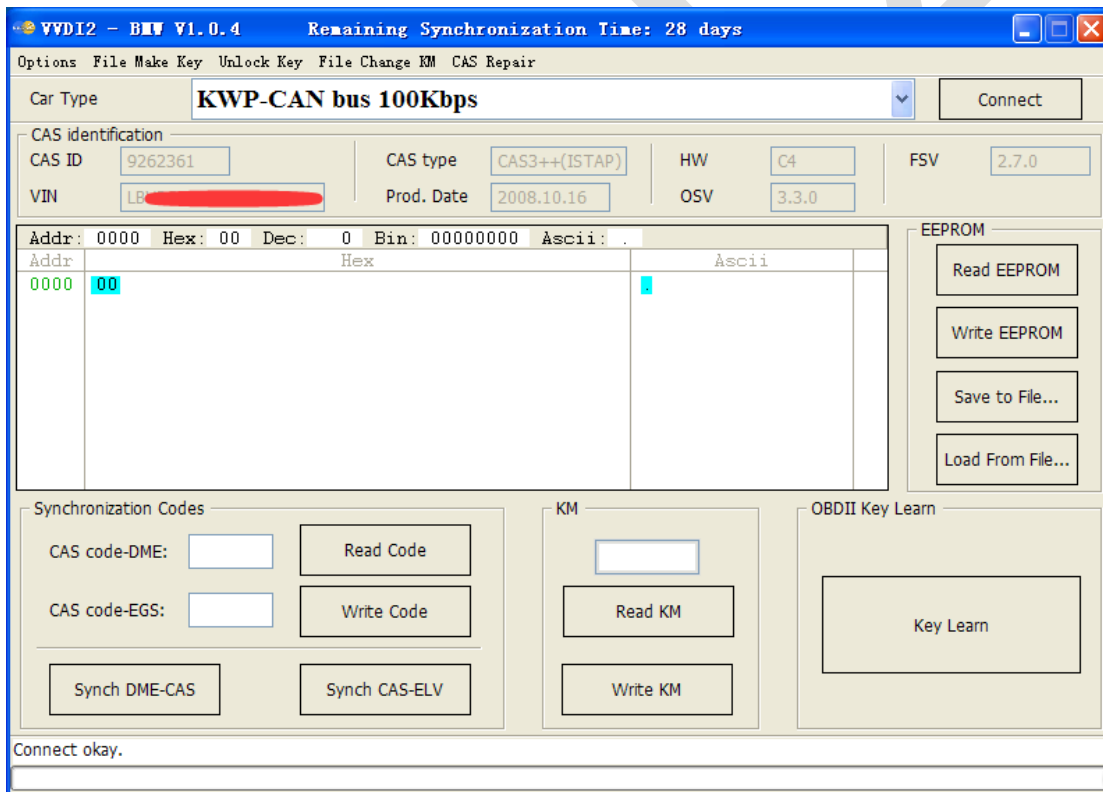 VVDI2 - BMW V1.0.4 Remaining Synchronization Time: 28 days
Options File Make Key Unlock Key File Change KM CAS Repair
Car Type KWP-CAN bus 100Kbps Connect
CAS identification
CAS ID 9262361 CAS type CAS3++(ISTAP) HW C4 FSV 2.7.0
VIN LB Prod. Date 2008.10.16 OSV 3.3.0
Addr: 0000 Hex: 00 Dec: 0 Bin: 00000000 Ascii: .
Addr Hex Ascii
0000 00 .
EEPROM
Read EEPROM
Write EEPROM
Save to File...
Load From File...
Synchronization Codes
CAS code-DME: Read Code
CAS code-EGS: Write Code
Synch DME-CAS Synch CAS-ELV
KM
Read KM
Write KM
OBDII Key Learn
Key Learn
Connect okay.